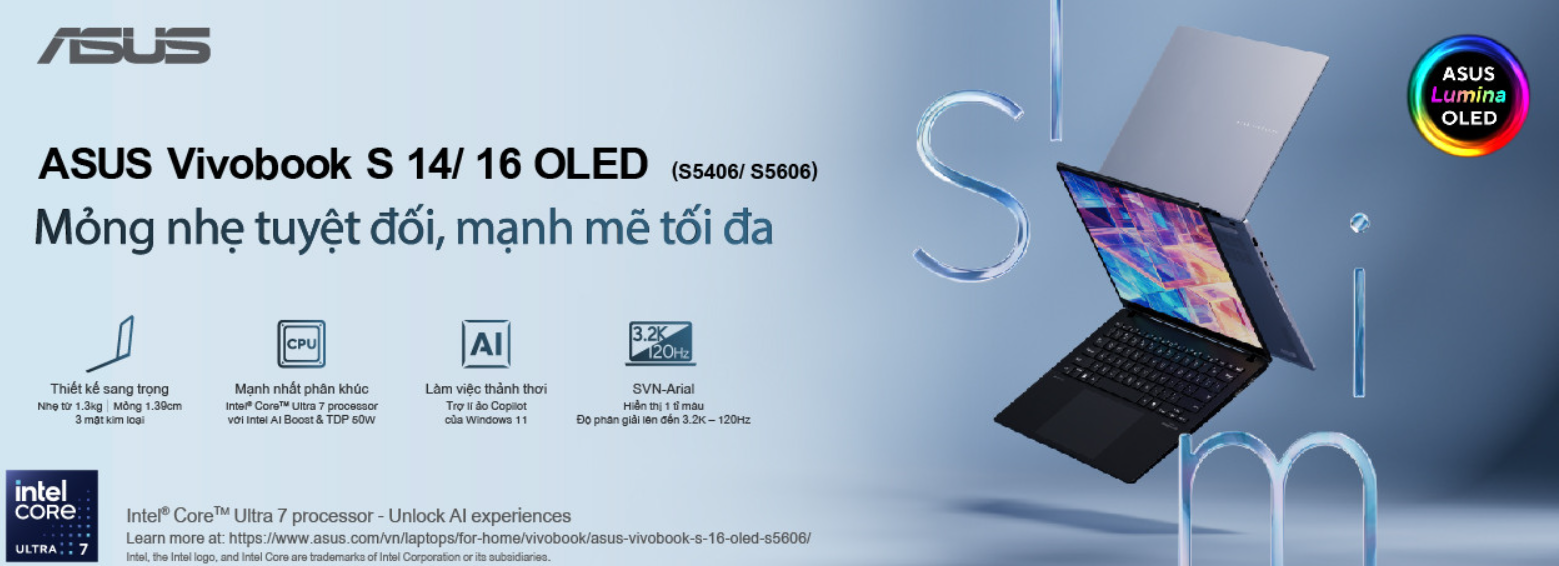 ASUS
ASUS Vivobook S 14/ 16 OLED (S5406/ S5606)
Mỏng nhẹ tuyệt đối, mạnh mẽ tối đa
CPU
AI
3.2K
120Hz
Thiết kế sang trọng
Nhẹ từ 1.3kg | Mỏng 1.39cm
3 mặt kim loại
Mạnh nhất phân khúc
Intel® Core™ Ultra 7 processor
với Intel AI Boost & TDP 50W
Làm việc thảnh thơi
Trợ lí ảo Copilot
của Windows 11
SVN-Arial
Hiển thị 1 tỉ màu
Độ phân giải lên đến 3.2K – 120Hz
intel
CORE
ULTRA 7
Intel® Core™ Ultra 7 processor - Unlock AI experiences
Learn more at: https://www.asus.com/vn/laptops/for-home/vivobook/asus-vivobook-s-16-oled-s5606/
Intel, the Intel logo, and Intel Core are trademarks of Intel Corporation or its subsidiaries.
Slim
ASUS
Lumina
OLED